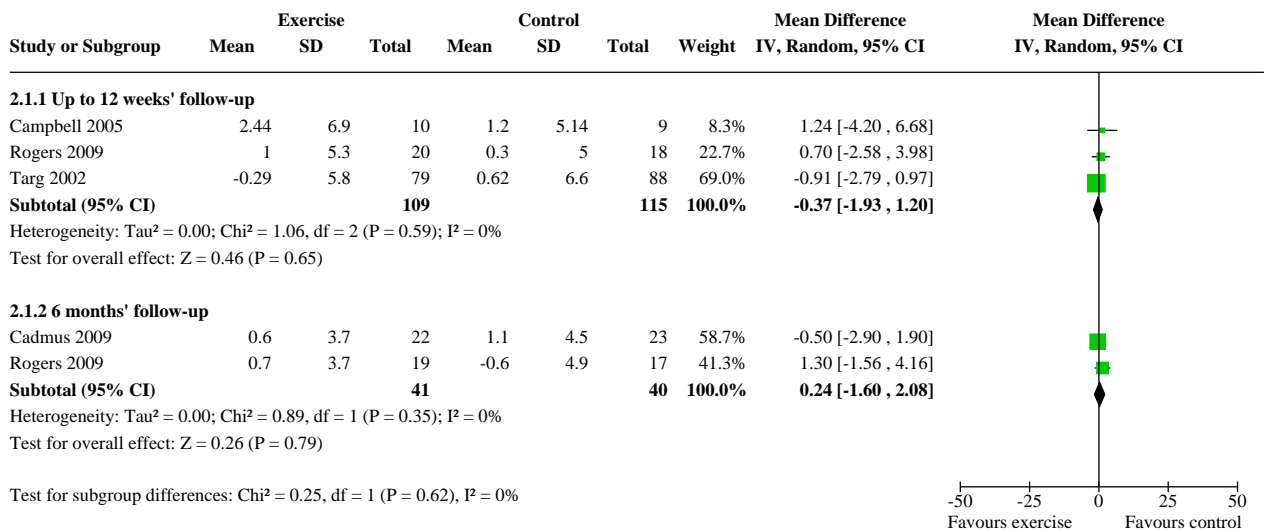 Exercise Control Mean Difference Mean Difference
Study or Subgroup Mean SD Total Mean SD Total Weight IV, Random, 95% CI IV, Random, 95% CI
2.1.1 Up to 12 weeks' follow-up
Campbell 2005 2.44 6.9 10 1.2 5.14 9 8.3% 1.24 [-4.20 , 6.68]
Rogers 2009 1 5.3 20 0.3 5 18 22.7% 0.70 [-2.58 , 3.98]
Targ 2002 -0.29 5.8 79 0.62 6.6 88 69.0% -0.91 [-2.79 , 0.97]
Subtotal (95% CI) 109 115 100.0% -0.37 [-1.93 , 1.20]
Heterogeneity: Tau² = 0.00; Chi² = 1.06, df = 2 (P = 0.59); I² = 0%
Test for overall effect: Z = 0.46 (P = 0.65)
2.1.2 6 months' follow-up
Cadmus 2009 0.6 3.7 22 1.1 4.5 23 58.7% -0.50 [-2.90 , 1.90]
Rogers 2009 0.7 3.7 19 -0.6 4.9 17 41.3% 1.30 [-1.56 , 4.16]
Subtotal (95% CI) 41 40 100.0% 0.24 [-1.60 , 2.08]
Heterogeneity: Tau² = 0.00; Chi² = 0.89, df = 1 (P = 0.35); I² = 0%
Test for overall effect: Z = 0.26 (P = 0.79)
Test for subgroup differences: Chi² = 0.25, df = 1 (P = 0.62), I² = 0%
-50 -25 0 25 50
Favours exercise Favours control